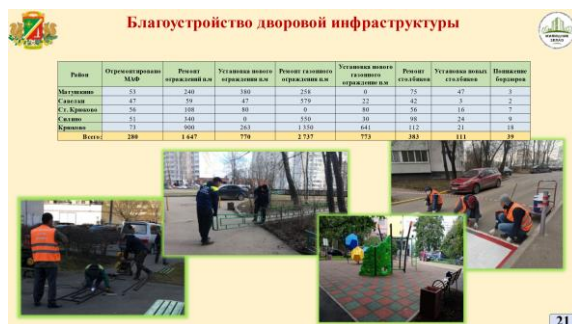 Благоустройство дворовой инфраструктуры
Район Отремонтировано МАФ Ремонт ограждений п.м Установка нового ограждения п.м Ремонт газонного ограждения п.м Установка нового газонного ограждения п.м Ремонт столбиков Установка новых столбиков Понижение бордюров
Матушкино 53 240 380 258 0 75 47 3
Савелки 47 59 47 579 22 42 3 2
Ст. Крюково 56 108 80 0 80 56 16 7
Силино 51 340 0 550 30 98 24 9
Крюково 73 900 263 1 350 641 112 21 18
Всего: 280 1 647 770 2 737 773 383 111 39
21